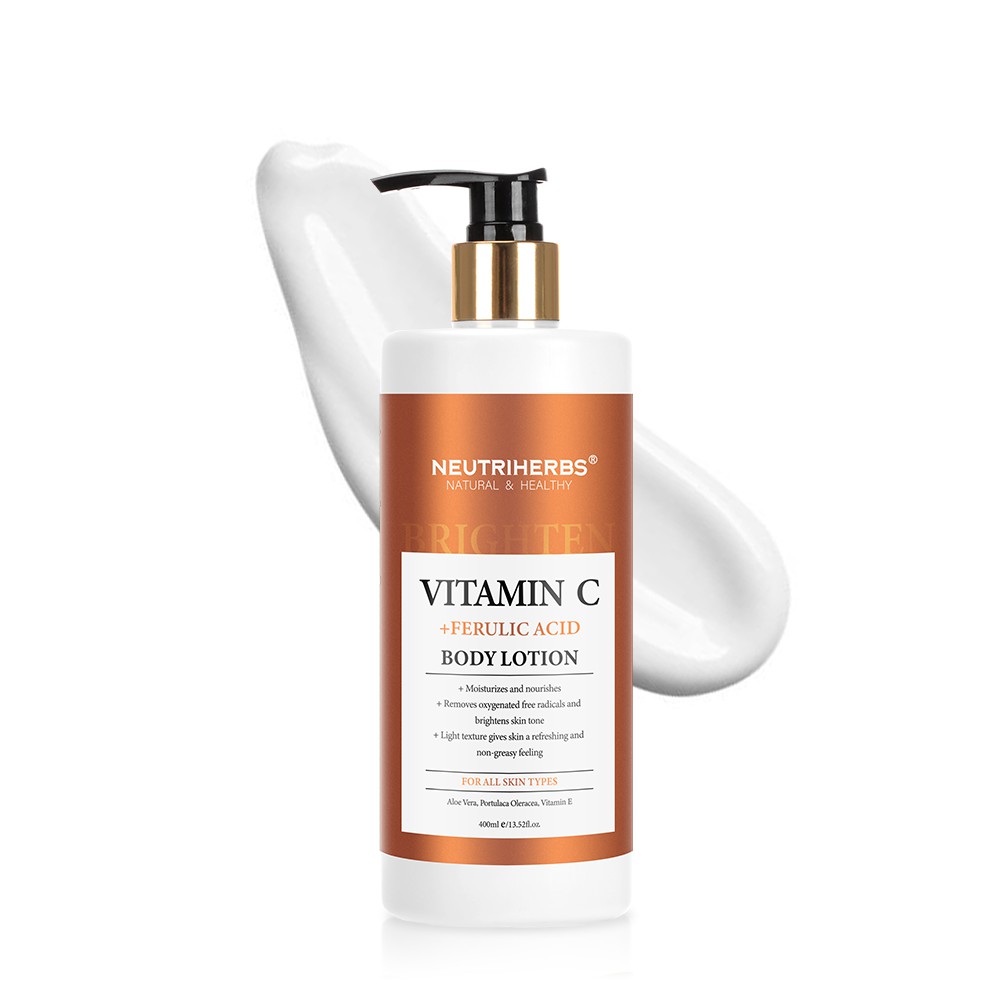 NEUTRIHERBS®
NATURAL & HEALTHY
BRIGHTEN
VITAMIN C
+FERULIC ACID
BODY LOTION
+ Moisturizes and nourishes
+ Removes oxygenated free radicals and
brightens skin tone
+ Light texture gives skin a refreshing and
non-greasy feeling
FOR ALL SKIN TYPES
Aloe Vera, Portulaca Oleracea, Vitamin E
400ml e/13.52fl.oz.